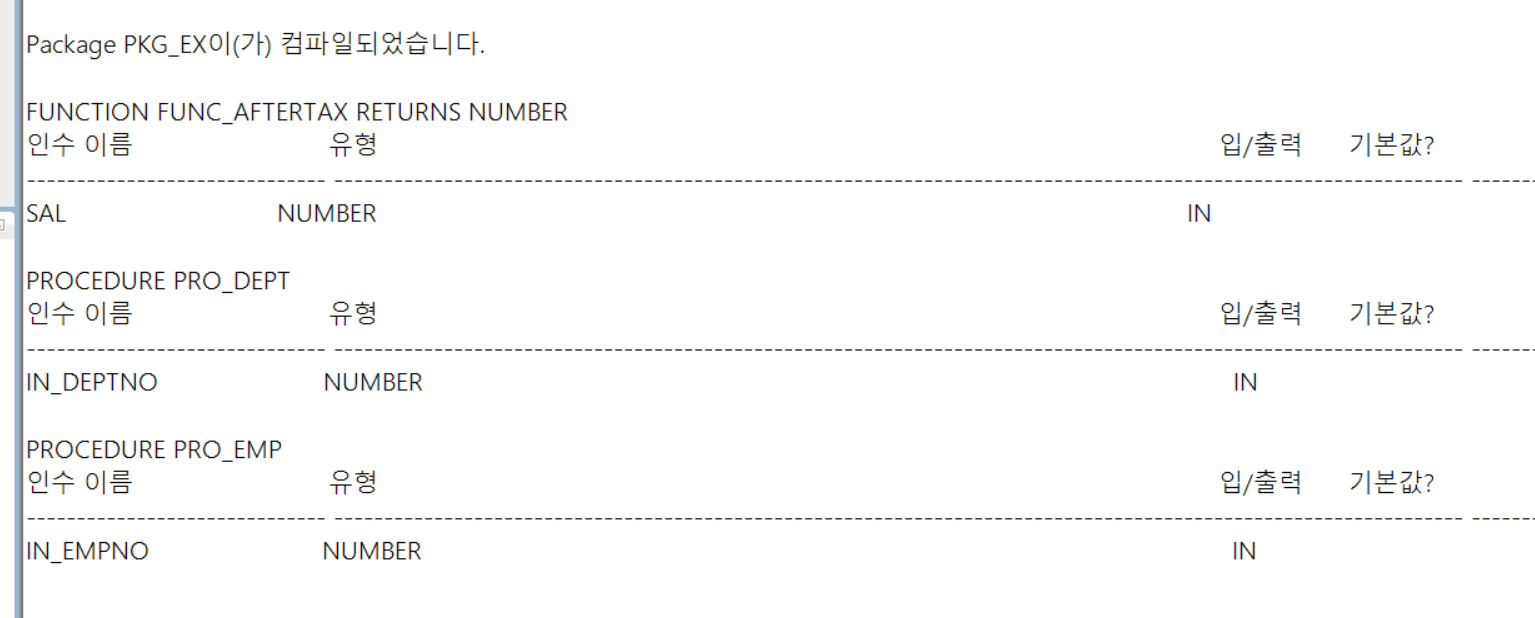 Package PKG_EX이(가) 컴파일되었습니다.
FUNCTION FUNC_AFTERTAX RETURNS NUMBER
인수 이름 유형 입/출력 기본값?
------------------------------ ----------------------------------------------------------------------------------------------------------------- ------
SAL NUMBER IN
PROCEDURE PRO_DEPT
인수 이름 유형 입/출력 기본값?
------------------------------ ----------------------------------------------------------------------------------------------------------------- ------
IN_DEPTNO NUMBER IN
PROCEDURE PRO_EMP
인수 이름 유형 입/출력 기본값?
------------------------------ ----------------------------------------------------------------------------------------------------------------- ------
IN_EMPNO NUMBER IN